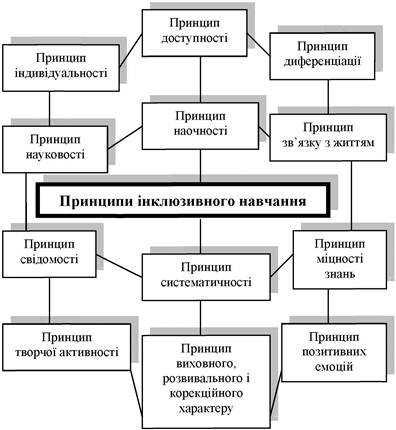 Принцип
доступності
Принцип
індивідуальності
Принцип
диференціації
Принцип
наочності
Принцип
науковості
Принцип
зв’язку з життям
Принципи інклюзивного навчання
Принцип
свідомості
Принцип
систематичності
Принцип
міцності
знань
Принцип
творчої активності
Принцип
виховного,
розвивального і
корекційного
характеру
Принцип
позитивних
емоцій